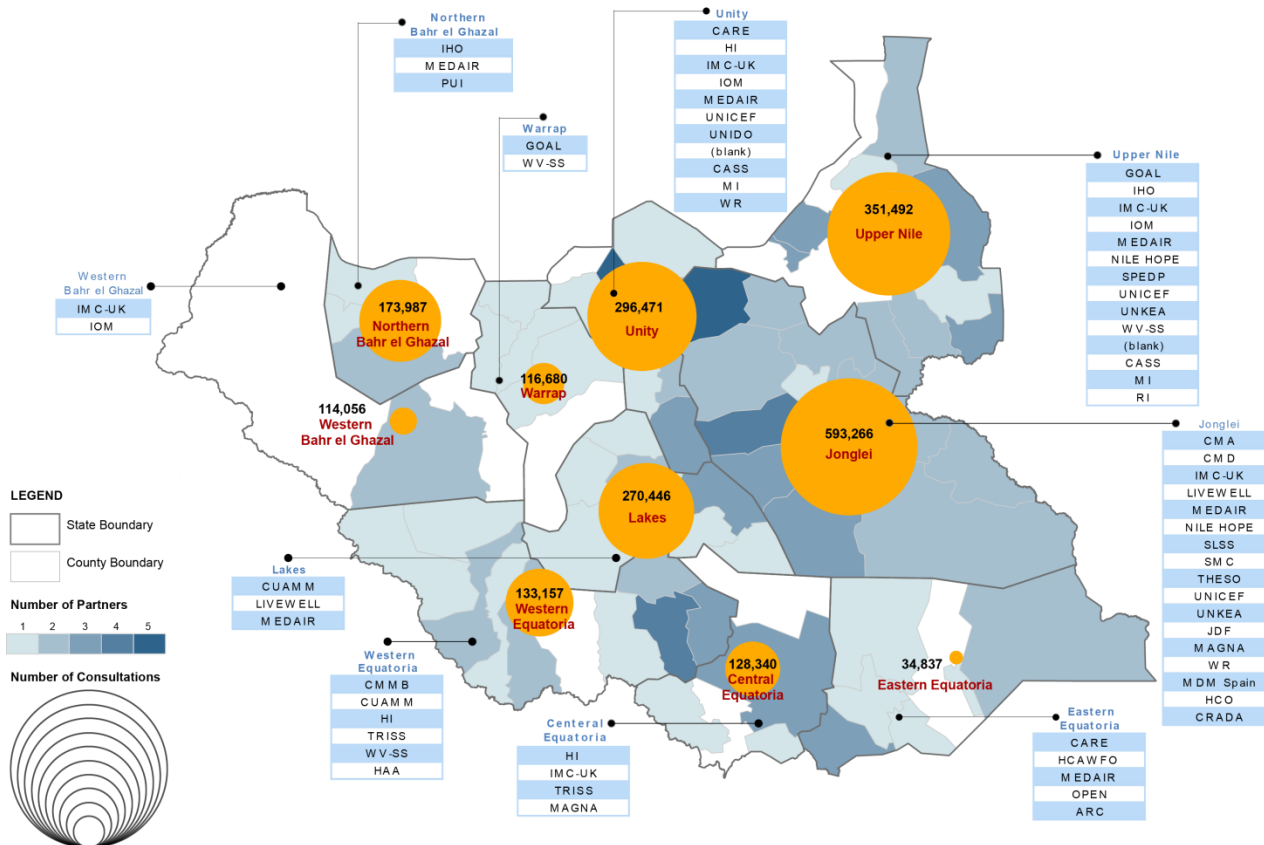 Northern
Bahr el Ghazal
IHO
MEDAIR
PUI
Unity
CARE
HI
IMC-UK
IOM
MEDAIR
UNICEF
UNIDO
(blank)
CASS
MI
WR
Warrap
GOAL
WV-SS
Upper Nile
GOAL
IHO
IMC-UK
IOM
MEDAIR
NILE HOPE
SPEDP
UNICEF
UNKEA
WV-SS
(blank)
CASS
MI
RI
Western
Bahr el Ghazal
IMC-UK
IOM
351,492
Upper Nile
173,987
Northern
Bahr el Ghazal
296,471
Unity
116,680
Warrap
114,056
Western
Bahr el Ghazal
593,266
Jonglei
270,446
Lakes
133,157
Western
Equatoria
128,340
Central
Equatoria
34,837
Eastern Equatoria
Jonglei
CMA
CMD
IMC-UK
LIVEWELL
MEDAIR
NILE HOPE
SLSS
SMC
THESO
UNICEF
UNKEA
JDF
MAGNA
WR
MDM Spain
HCO
CRADA
LEGEND
State Boundary
County Boundary
Number of Partners
1 2 3 4 5
Number of Consultations
Lakes
CUAMM
LIVEWELL
MEDAIR
Western
Equatoria
CMMB
CUAMM
HI
TRISS
WV-SS
HAA
Centeral
Equatoria
HI
IMC-UK
TRISS
MAGNA
Eastern
Equatoria
CARE
HCAWFO
MEDAIR
OPEN
ARC